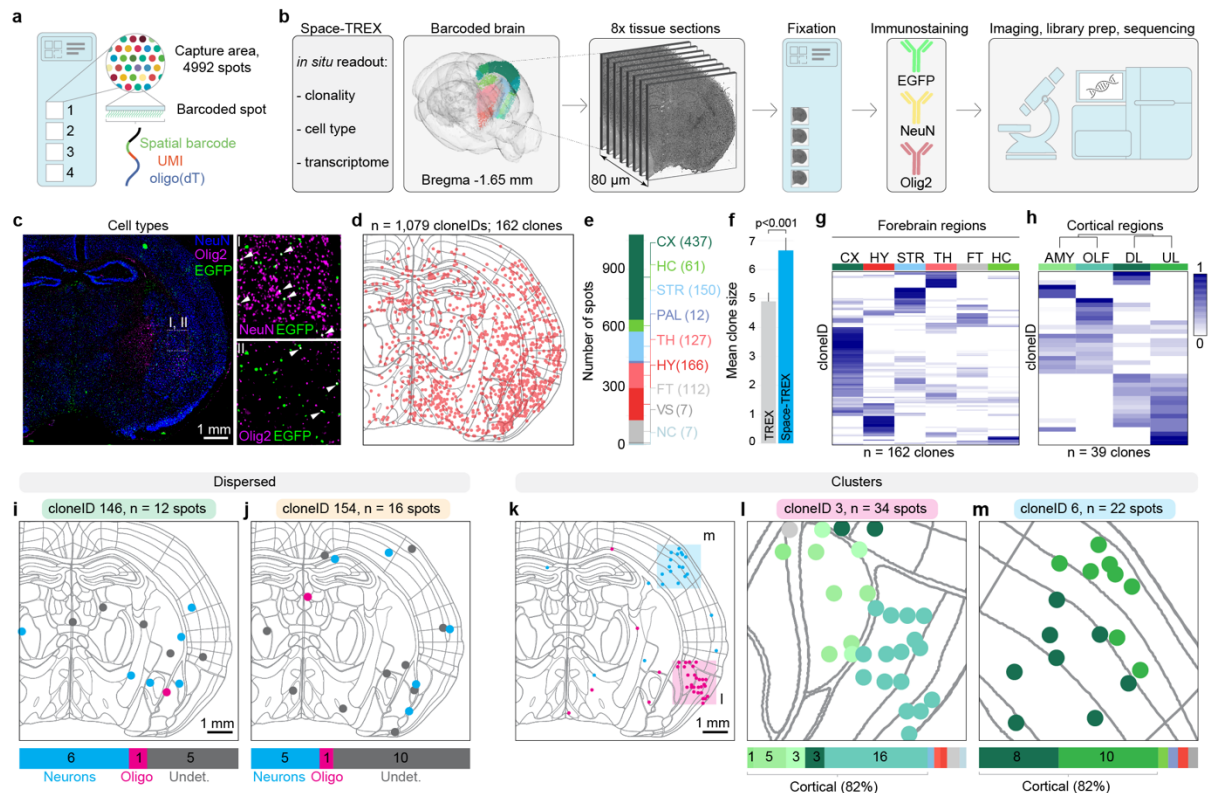 a
Capture area,
4992 spots
Barcoded spot
1
2
3
4
Spatial barcode
UMI
oligo(dT)
b
Space-TREX
in situ readout:
- clonality
- cell type
- transcriptome
Barcoded brain
Bregma -1.65 mm
8x tissue sections
80 µm
Fixation
Immunostaining
EGFP
NeuN
Olig2
Imaging, library prep, sequencing
c
Cell types
NeuN
Olig2
EGFP
I, II
1 mm
I
NeuN EGFP
II
Olig2 EGFP
d
n = 1,079 cloneIDs; 162 clones
e
Number of spots
900
600
300
0
CX (437)
HC (61)
STR (150)
PAL (12)
TH (127)
HY(166)
FT (112)
VS (7)
NC (7)
f
p<0.001
Mean clone size
7
6
5
4
3
2
1
0
TREX
Space-TREX
g
Forebrain regions
CX HY STR TH FT HC
cloneID
n = 162 clones
h
Cortical regions
AMY OLF DL UL
cloneID
n = 39 clones
1
0
Dispersed
i
cloneID 146, n = 12 spots
1 mm
6 1 5
Neurons Oligo Undet.
j
cloneID 154, n = 16 spots
1 mm
5 1 10
Neurons Oligo Undet.
Clusters
k
m
l
1 mm
l
cloneID 3, n = 34 spots
1 5 3 3 16
Cortical (82%)
m
cloneID 6, n = 22 spots
8 10
Cortical (82%)